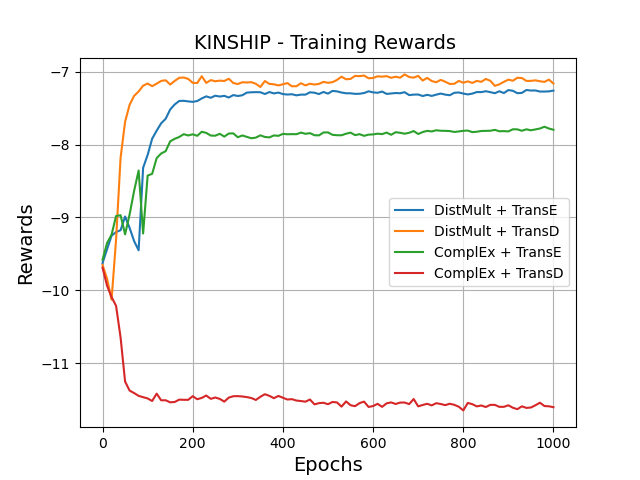 KINSHIP - Training Rewards
Rewards
−7
−8
−9
−10
−11
DistMult + TransE
DistMult + TransD
ComplEx + TransE
ComplEx + TransD
0
200
400
600
800
1000
Epochs